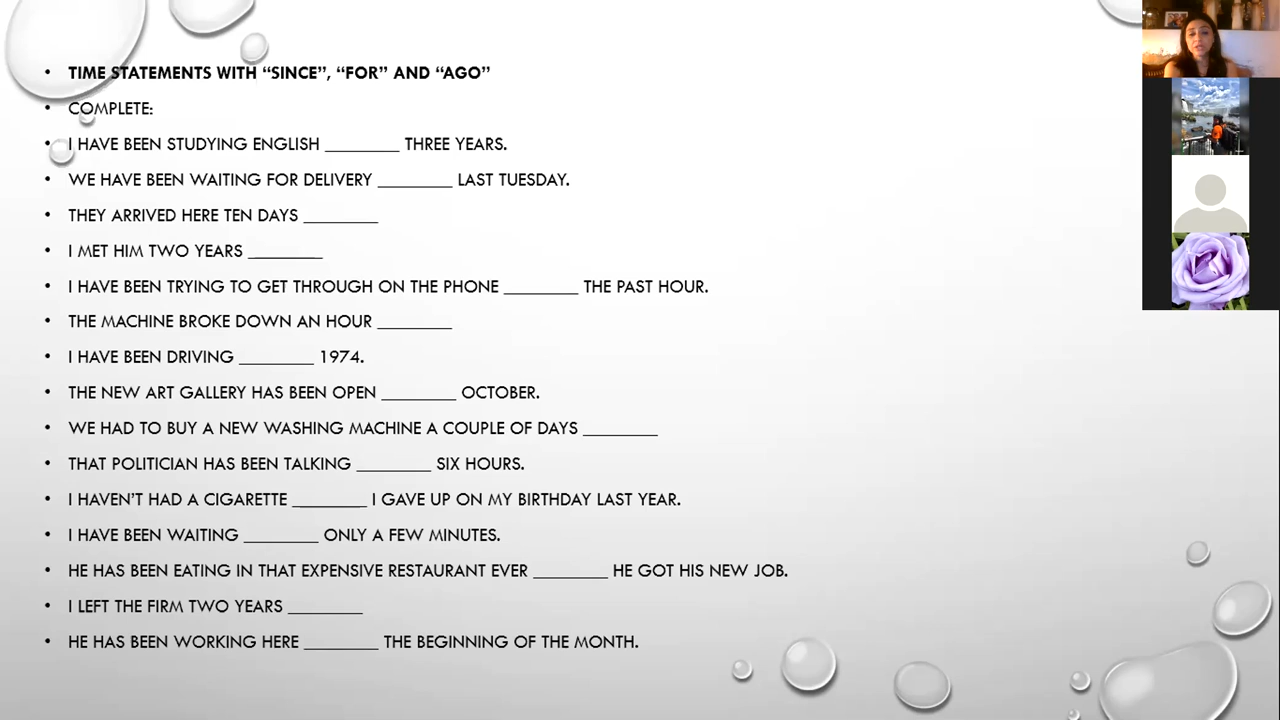 • TIME STATEMENTS WITH “SINCE”, “FOR” AND “AGO”
• COMPLETE:
• I HAVE BEEN STUDYING ENGLISH ________ THREE YEARS.
• WE HAVE BEEN WAITING FOR DELIVERY ________ LAST TUESDAY.
• THEY ARRIVED HERE TEN DAYS ________
• I MET HIM TWO YEARS ________
• I HAVE BEEN TRYING TO GET THROUGH ON THE PHONE ________ THE PAST HOUR.
• THE MACHINE BROKE DOWN AN HOUR ________
• I HAVE BEEN DRIVING ________ 1974.
• THE NEW ART GALLERY HAS BEEN OPEN ________ OCTOBER.
• WE HAD TO BUY A NEW WASHING MACHINE A COUPLE OF DAYS ________
• THAT POLITICIAN HAS BEEN TALKING ________ SIX HOURS.
• I HAVEN’T HAD A CIGARETTE ________ I GAVE UP ON MY BIRTHDAY LAST YEAR.
• I HAVE BEEN WAITING ________ ONLY A FEW MINUTES.
• HE HAS BEEN EATING IN THAT EXPENSIVE RESTAURANT EVER ________ HE GOT HIS NEW JOB.
• I LEFT THE FIRM TWO YEARS ________
• HE HAS BEEN WORKING HERE ________ THE BEGINNING OF THE MONTH.